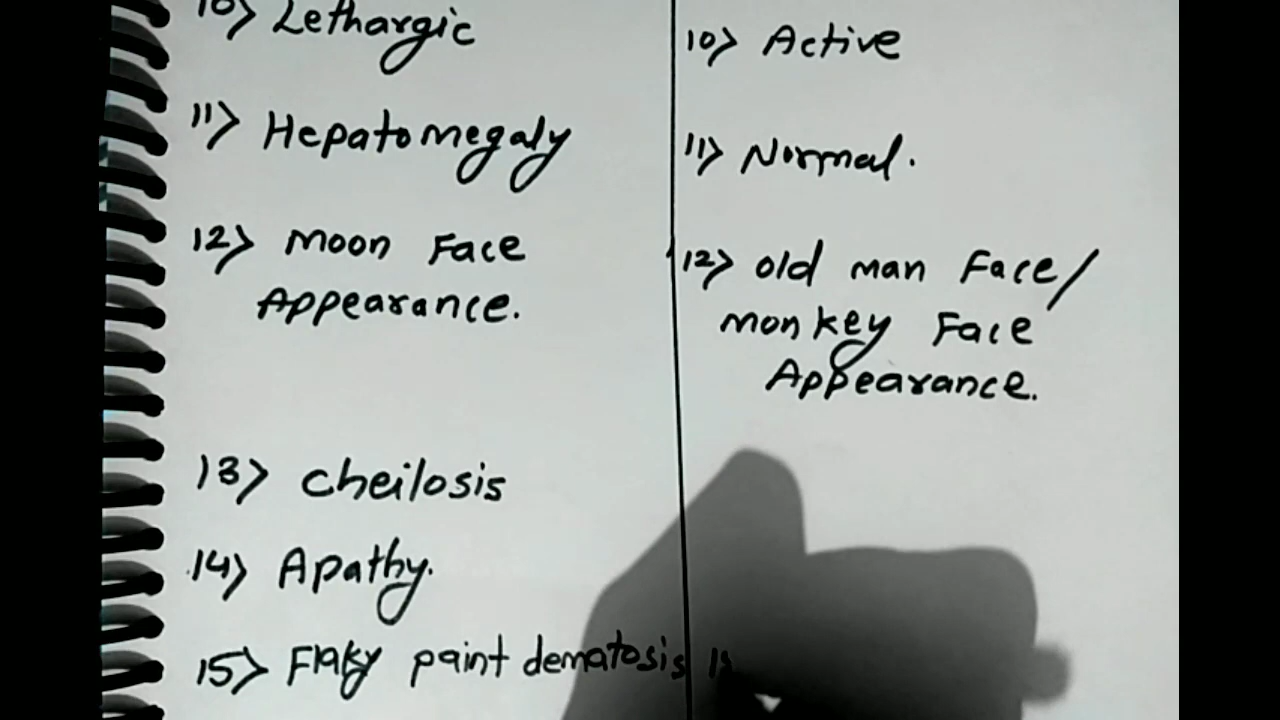 10> Lethargic
11> Hepatomegaly
12> Moon Face
Appearance.
13> cheilosis
14> Apathy.
15> Flaky paint dematosis
10> Active
11> Normal.
12> old man Face/
monkey Face
Appearance.